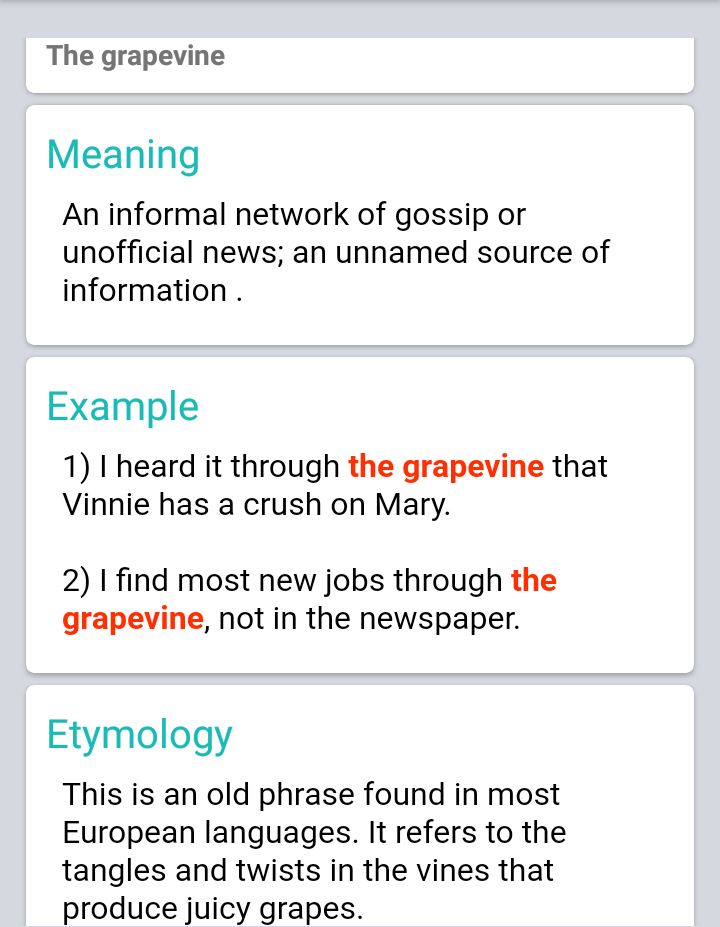 The grapevine
Meaning
An informal network of gossip or
unofficial news; an unnamed source of
information .
Example
1) I heard it through the grapevine that
Vinnie has a crush on Mary.
2) I find most new jobs through the
grapevine, not in the newspaper.
Etymology
This is an old phrase found in most
European languages. It refers to the
tangles and twists in the vines that
produce juicy grapes.